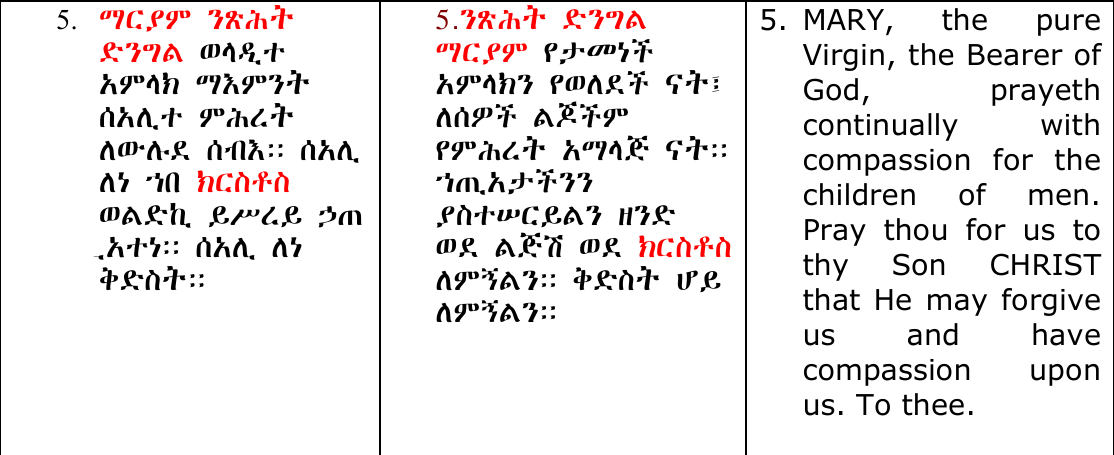 5. ማርያም ንጽሕት
ድንግል ወላዲተ
አምላክ ማእምንት
ሰአሊተ ምሕረት
ለውሉደ ሰብእ፡፡ ሰአሊ
ለነ ኀበ ክርስቶስ
ወልድኪ ይሥረይ ኃጢ
አተነ፡፡ ሰአሊ ለነ
ቅድስት፡፡
5.ንጽሕት ድንግል
ማርያም የታመነች
አምላክን የወለደች ናት፤
ለሰዎች ልጆችም
የምሕረት አማላጅ ናት፡፡
ኀጢአታችንን
ያስተሠርይልን ዘንድ
ወደ ልጅሽ ወደ ክርስቶስ
ለምኝልን፡፡ ቅድስት ሆይ
ለምኝልን፡፡
5. MARY, the pure
Virgin, the Bearer of
God, prayeth
continually with
compassion for the
children of men.
Pray thou for us to
thy Son CHRIST
that He may forgive
us and have
compassion upon
us. To thee.